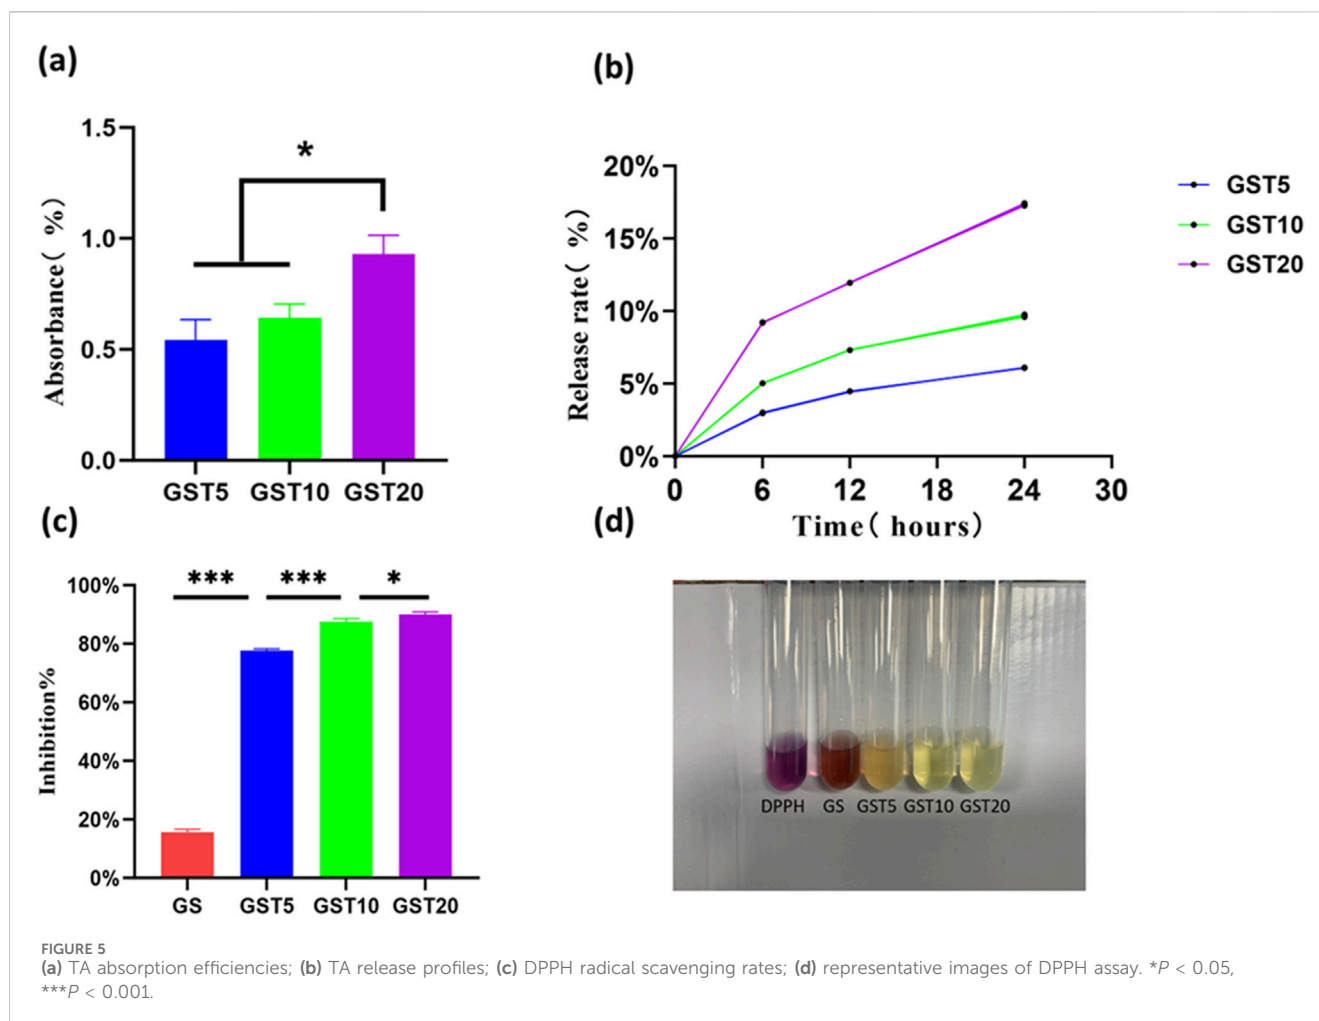 (a)
1.5
1.0
0.5
0.0
Absorbance( %)
*
GST5 GST10 GST20
(b)
20%
15%
10%
5%
0%
Release rate( %)
0 6 12 18 24 30
Time( hours)
GST5
GST10
GST20
(c)
100%
80%
60%
40%
20%
0%
Inhibition%
*** *** *
GS GST5 GST10 GST20
(d)
DPPH GS GST5 GST10 GST20
FIGURE 5
(a) TA absorption efficiencies; (b) TA release profiles; (c) DPPH radical scavenging rates; (d) representative images of DPPH assay. *P < 0.05,
***P < 0.001.